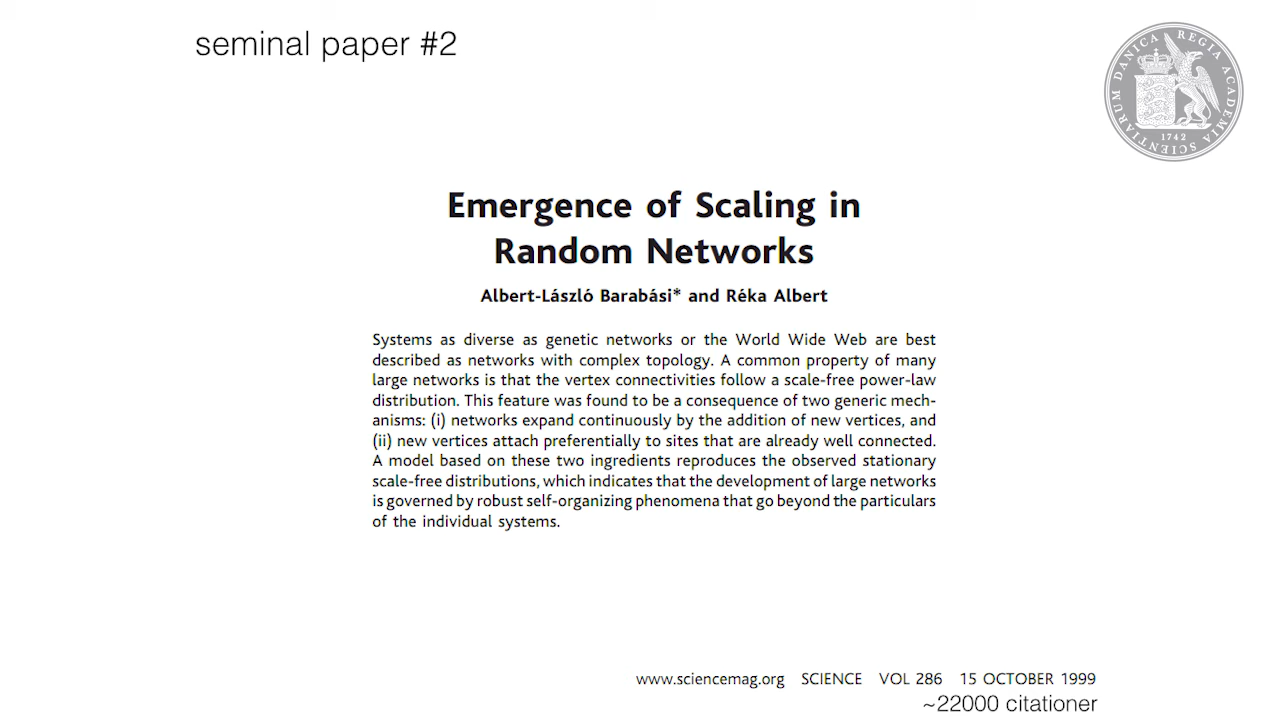 seminal paper #2
REGIA ACADEMIA SCIENTIARUM DANICA
1742
Emergence of Scaling in
Random Networks
Albert-László Barabási* and Réka Albert
Systems as diverse as genetic networks or the World Wide Web are best
described as networks with complex topology. A common property of many
large networks is that the vertex connectivities follow a scale-free power-law
distribution. This feature was found to be a consequence of two generic mech-
anisms: (i) networks expand continuously by the addition of new vertices, and
(ii) new vertices attach preferentially to sites that are already well connected.
A model based on these two ingredients reproduces the observed stationary
scale-free distributions, which indicates that the development of large networks
is governed by robust self-organizing phenomena that go beyond the particulars
of the individual systems.
www.sciencemag.org SCIENCE VOL 286 15 OCTOBER 1999
~22000 citationer